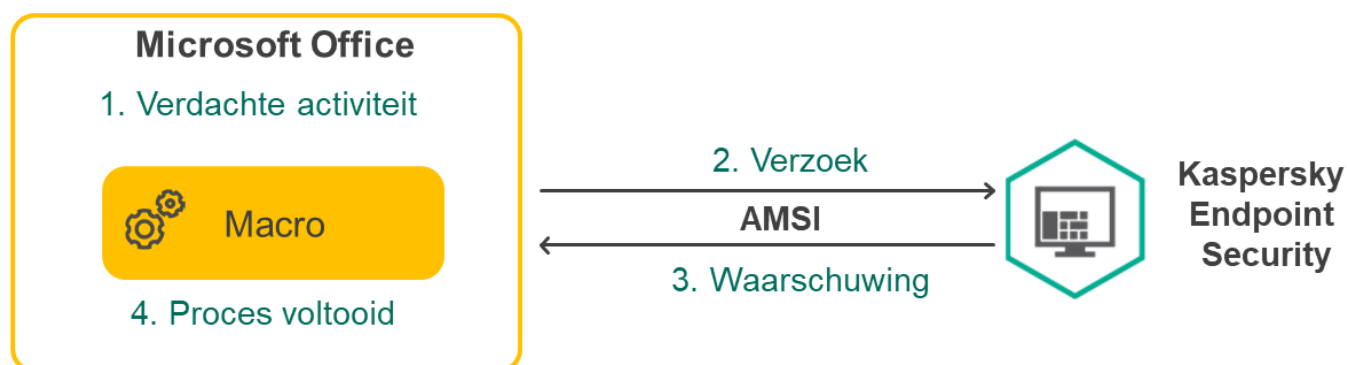 Microsoft Office
1. Verdachte activiteit
Macro
4. Proces voltooid
2. Verzoek
AMSI
3. Waarschuwing
Kaspersky
Endpoint
Security